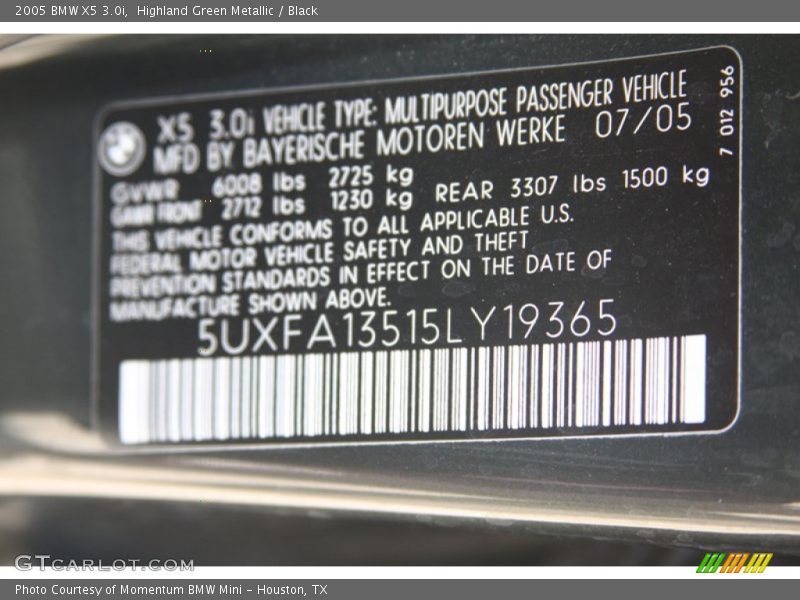 2005 BMW X5 3.0i, Highland Green Metallic / Black
X5 3.0i VEHICLE TYPE: MULTIPURPOSE PASSENGER VEHICLE
MFD BY BAYERISCHE MOTOREN WERKE 07/05
7 012 956
GVWR 6008 lbs 2725 kg
GAWR FRONT 2712 lbs 1230 kg REAR 3307 lbs 1500 kg
THIS VEHICLE CONFORMS TO ALL APPLICABLE U.S.
FEDERAL MOTOR VEHICLE SAFETY AND THEFT
PREVENTION STANDARDS IN EFFECT ON THE DATE OF
MANUFACTURE SHOWN ABOVE.
5UXFA13515LY19365
GTCARLOT.COM
Photo Courtesy of Momentum BMW Mini - Houston, TX